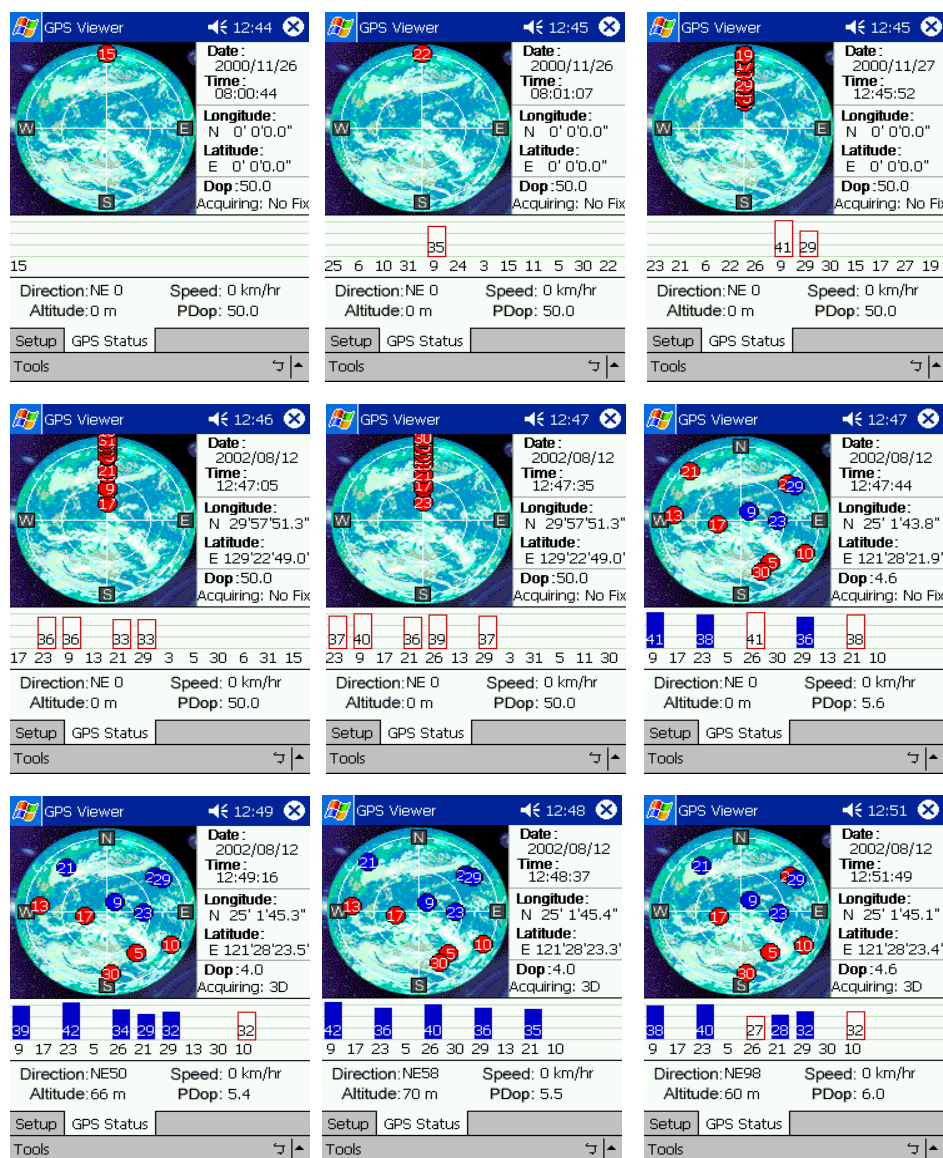 GPS Viewer 12:44
15
W E
S
Date:
2000/11/26
Time:
08:00:44
Longitude:
N 0' 0'0.0"
Latitude:
E 0' 0'0.0"
Dop:50.0
Acquiring: No Fix
15
Direction:NE 0 Speed: 0 km/hr
Altitude:0 m PDop: 50.0
Setup GPS Status
Tools
GPS Viewer 12:45
22
W E
S
Date:
2000/11/26
Time:
08:01:07
Longitude:
N 0' 0'0.0"
Latitude:
E 0' 0'0.0"
Dop:50.0
Acquiring: No Fix
35
25 6 10 31 9 24 3 15 11 5 30 22
Direction:NE 0 Speed: 0 km/hr
Altitude:0 m PDop: 50.0
Setup GPS Status
Tools
GPS Viewer 12:45
19
17
W E
S
Date:
2000/11/27
Time:
12:45:52
Longitude:
N 0' 0'0.0"
Latitude:
E 0' 0'0.0"
Dop:50.0
Acquiring: No Fix
41 29
23 21 6 22 26 9 29 30 15 17 27 19
Direction:NE 0 Speed: 0 km/hr
Altitude:0 m PDop: 50.0
Setup GPS Status
Tools
GPS Viewer 12:46
21
9
17
W E
S
Date:
2002/08/12
Time:
12:47:05
Longitude:
N 29'57'51.3"
Latitude:
E 129'22'49.0'
Dop:50.0
Acquiring: No Fix
36 36 33 33
17 23 9 13 21 29 3 5 30 6 31 15
Direction:NE 0 Speed: 0 km/hr
Altitude:0 m PDop: 50.0
Setup GPS Status
Tools
GPS Viewer 12:47
30
17
23
W E
S
Date:
2002/08/12
Time:
12:47:35
Longitude:
N 29'57'51.3"
Latitude:
E 129'22'49.0'
Dop:50.0
Acquiring: No Fix
37 40 36 39 37
23 9 17 21 26 13 29 3 31 5 11 30
Direction:NE 0 Speed: 0 km/hr
Altitude:0 m PDop: 50.0
Setup GPS Status
Tools
GPS Viewer 12:47
N
21 29
13 9
W 17 23 E
10
5
30
S
Date:
2002/08/12
Time:
12:47:44
Longitude:
N 25' 1'43.8"
Latitude:
E 121'28'21.9'
Dop:4.6
Acquiring: No Fix
41 38 41 36 38
9 17 23 5 26 30 29 13 21 10
Direction:NE 0 Speed: 0 km/hr
Altitude:0 m PDop: 5.6
Setup GPS Status
Tools
GPS Viewer 12:49
N
21 29
13 9
W 17 23 E
10
5
30
S
Date:
2002/08/12
Time:
12:49:16
Longitude:
N 25' 1'45.3"
Latitude:
E 121'28'23.5'
Dop:4.0
Acquiring: 3D
39 42 34 29 32 32
9 17 23 5 26 21 29 13 30 10
Direction:NE50 Speed: 0 km/hr
Altitude:66 m PDop: 5.4
Setup GPS Status
Tools
GPS Viewer 12:48
N
21 29
13 9
W 17 23 E
10
5
30
S
Date:
2002/08/12
Time:
12:48:37
Longitude:
N 25' 1'45.4"
Latitude:
E 121'28'23.3'
Dop:4.0
Acquiring: 3D
42 36 40 36 35
9 17 23 5 26 30 29 13 21 10
Direction:NE58 Speed: 0 km/hr
Altitude:70 m PDop: 5.5
Setup GPS Status
Tools
GPS Viewer 12:51
N
21 29
9
W 17 23 E
10
5
30
S
Date:
2002/08/12
Time:
12:51:49
Longitude:
N 25' 1'45.1"
Latitude:
E 121'28'23.4'
Dop:4.6
Acquiring: 3D
38 40 27 28 32 32
9 17 23 5 26 21 29 30 10
Direction:NE98 Speed: 0 km/hr
Altitude:60 m PDop: 6.0
Setup GPS Status
Tools